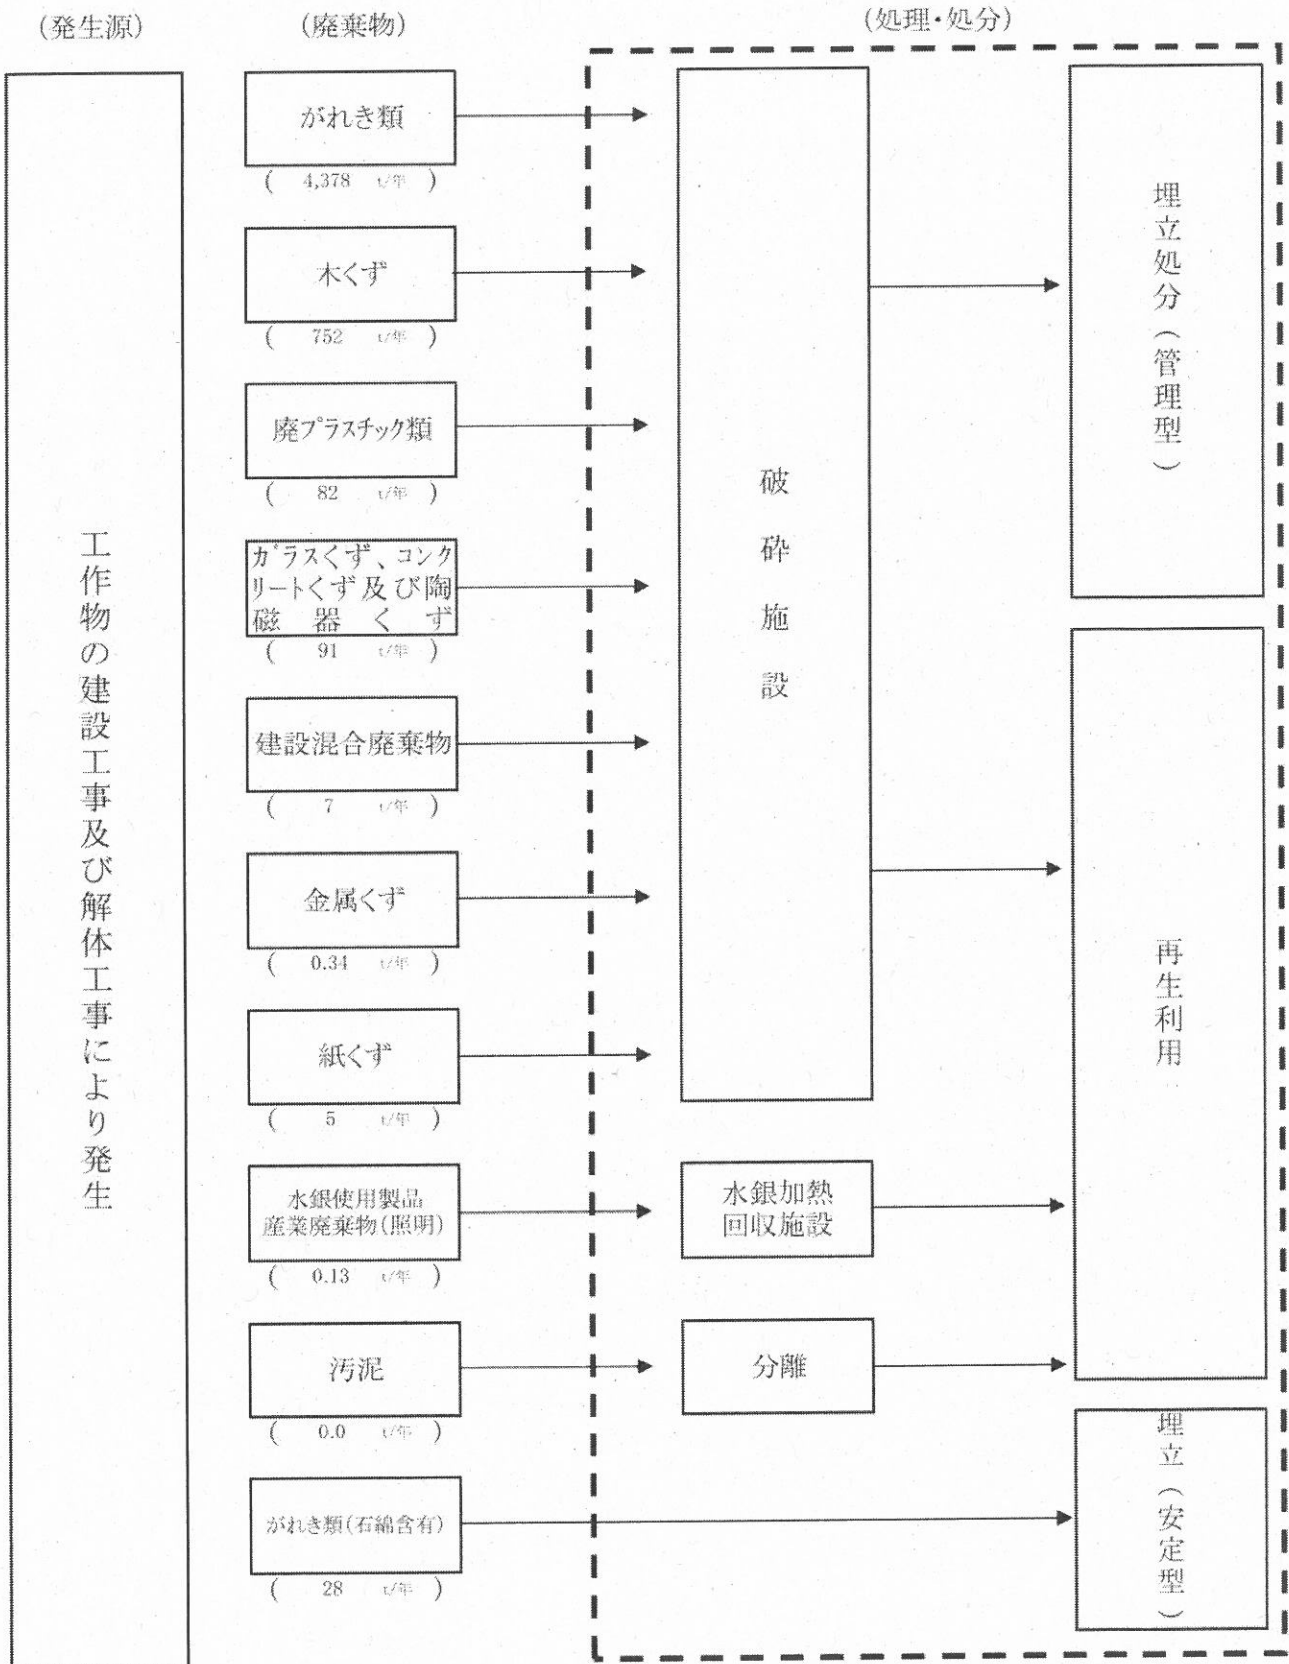 (発生源)
(廃棄物)
(処理・処分)
工作物の建設工事及び解体工事により発生
がれき類
( 4,378 t/年 )
木くず
( 752 t/年 )
廃プラスチック類
( 82 t/年 )
ガラスくず、コンク
リートくず及び陶
磁器くず
( 91 t/年 )
建設混合廃棄物
( 7 t/年 )
金属くず
( 0.34 t/年 )
紙くず
( 5 t/年 )
水銀使用製品
産業廃棄物(照明)
( 0.13 t/年 )
汚泥
( 0.0 t/年 )
がれき類(石綿含有)
( 28 t/年 )
破砕施設
水銀加熱
回収施設
分離
埋立処分(管理型)
再生利用
埋立(安定型)